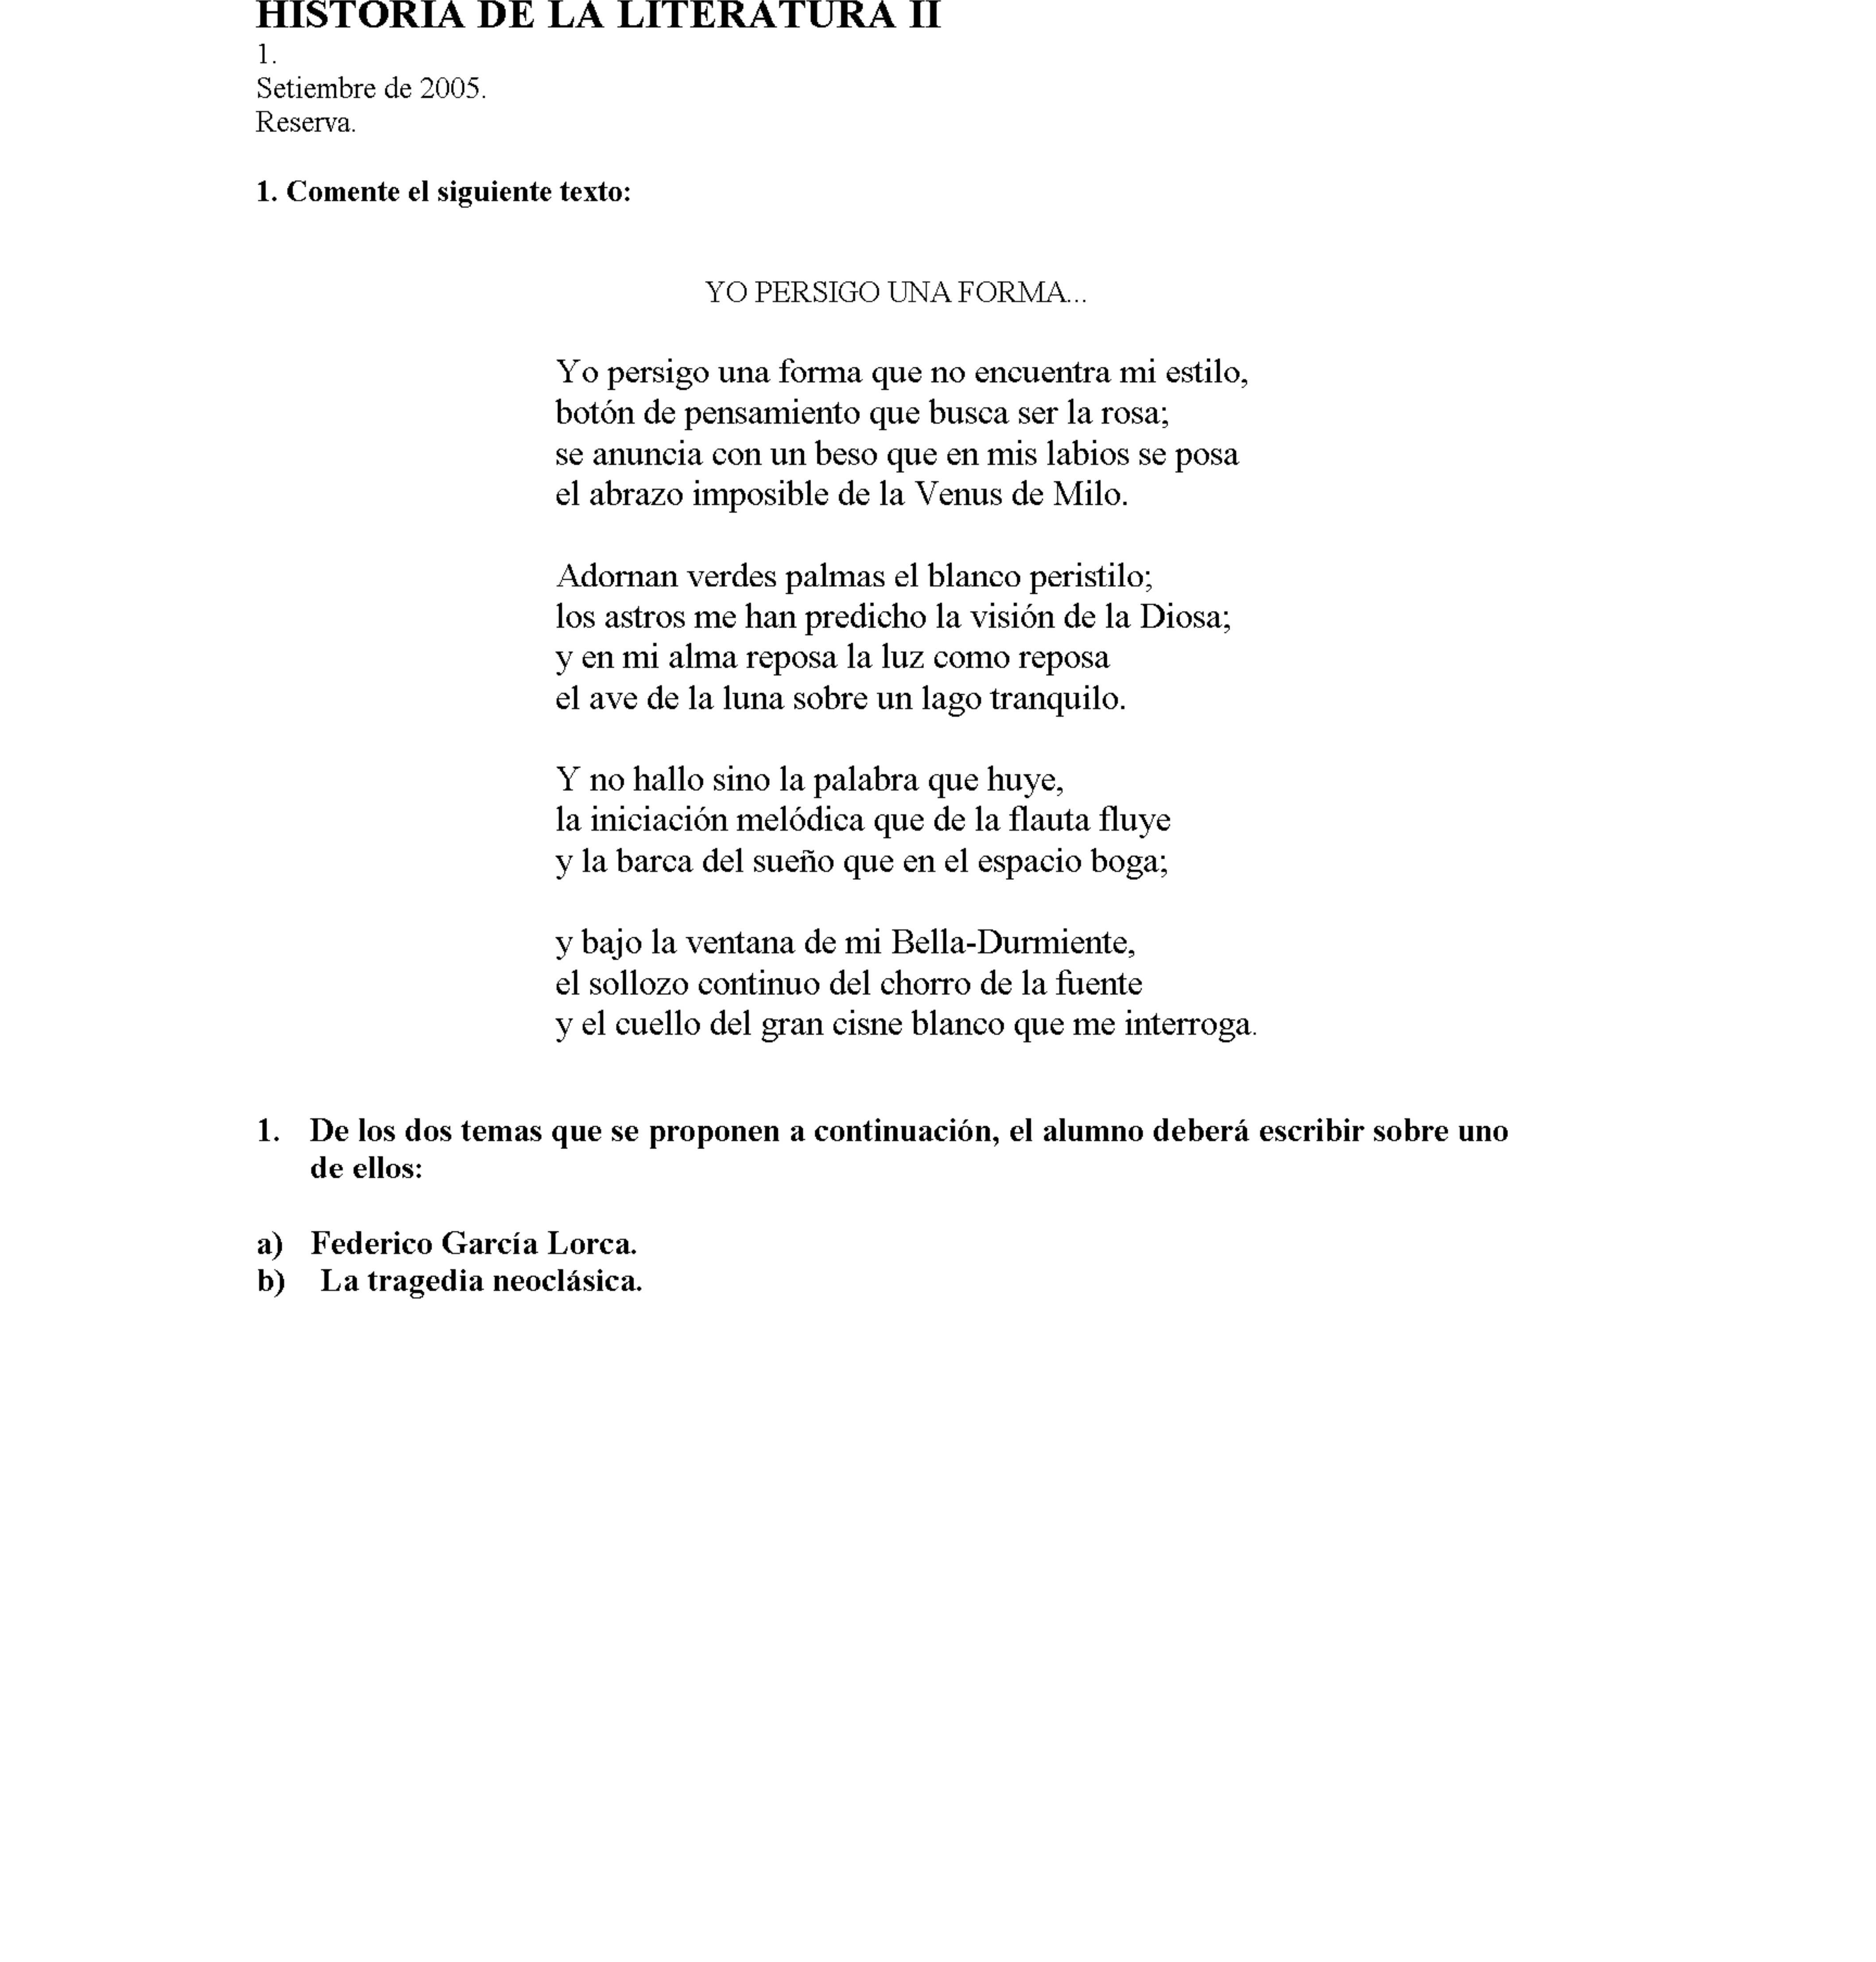 HISTORIA DE LA LITERATURA II
1.
Setiembre de 2005.
Reserva.
1. Comente el siguiente texto:
YO PERSIGO UNA FORMA...
Yo persigo una forma que no encuentra mi estilo,
botón de pensamiento que busca ser la rosa;
se anuncia con un beso que en mis labios se posa
el abrazo imposible de la Venus de Milo.
Adornan verdes palmas el blanco peristilo;
los astros me han predicho la visión de la Diosa;
y en mi alma reposa la luz como reposa
el ave de la luna sobre un lago tranquilo.
Y no hallo sino la palabra que huye,
la iniciación melódica que de la flauta fluye
y la barca del sueño que en el espacio boga;
y bajo la ventana de mi Bella-Durmiente,
el sollozo continuo del chorro de la fuente
y el cuello del gran cisne blanco que me interroga.
1. De los dos temas que se proponen a continuación, el alumno deberá escribir sobre uno
de ellos:
a) Federico García Lorca.
b) La tragedia neoclásica.